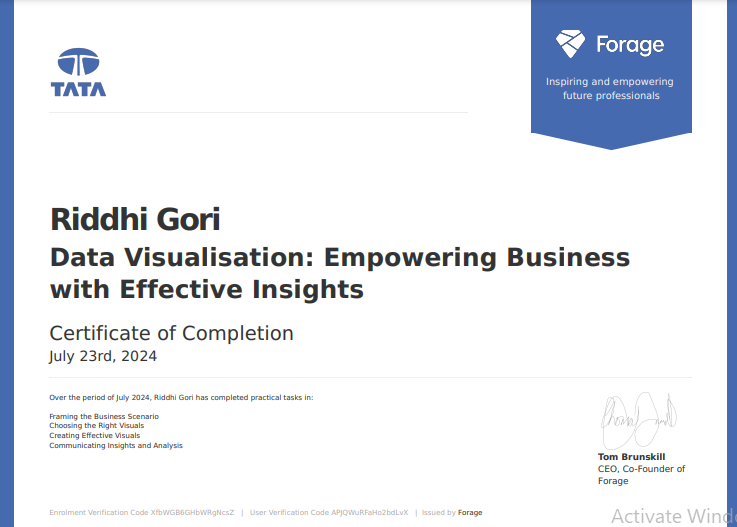 TATA
Forage
Inspiring and empowering
future professionals
Riddhi Gori
Data Visualisation: Empowering Business
with Effective Insights
Certificate of Completion
July 23rd, 2024
Over the period of July 2024, Riddhi Gori has completed practical tasks in:
Framing the Business Scenario
Choosing the Right Visuals
Creating Effective Visuals
Communicating Insights and Analysis
Tom Brunskill
CEO, Co-Founder of
Forage
Enrolment Verification Code XfbWGB6GHbWRgNcsZ | User Verification Code APJQWuRFaHo2bdLvX | Issued by Forage
Activate Windo